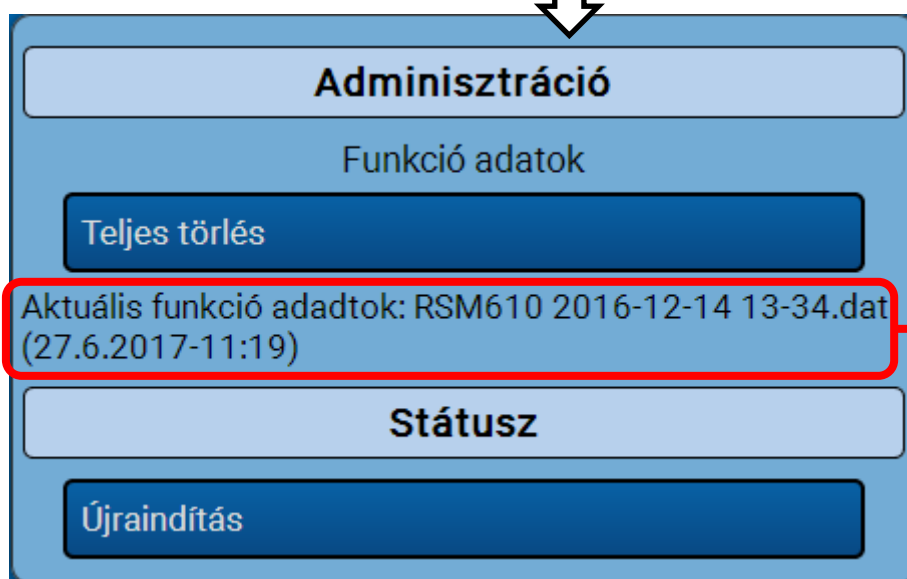 Adminisztráció
Funkció adatok
Teljes törlés
Aktuális funkció adadtok: RSM610 2016-12-14 13-34.dat
(27.6.2017-11:19)
Státusz
Újraindítás